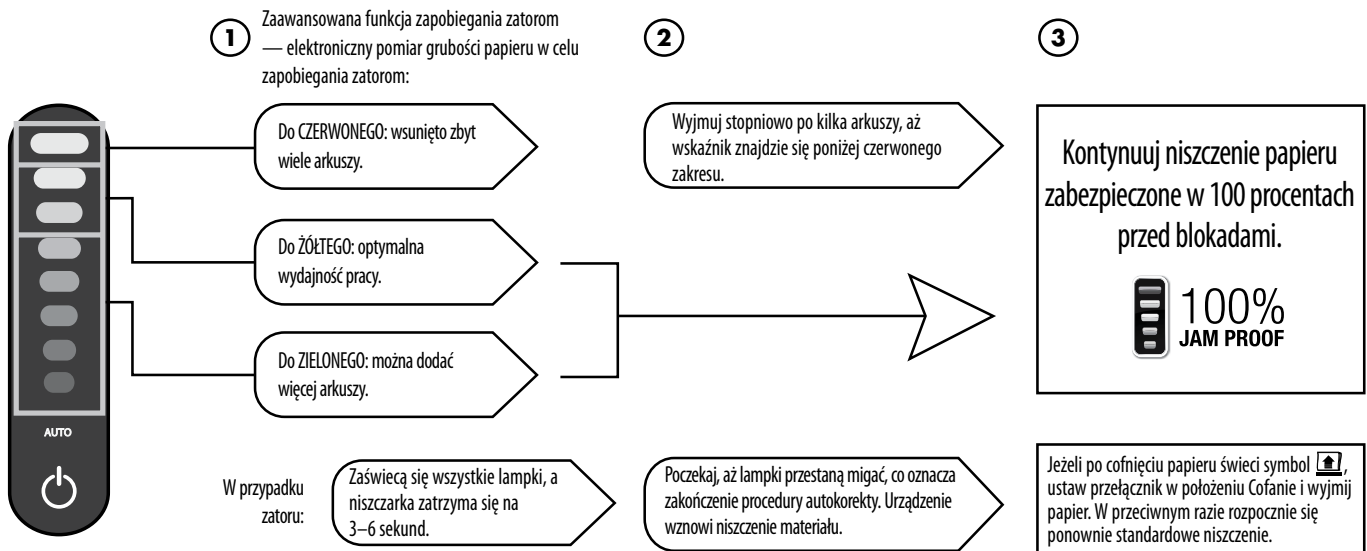 1
Zaawansowana funkcja zapobiegania zatorom
— elektroniczny pomiar grubości papieru w celu
zapobiegania zatorom:
2
3
Do CZERWONEGO: wsunięto zbyt
wiele arkuszy.
Wyjmuj stopniowo po kilka arkuszy, aż
wskaźnik znajdzie się poniżej czerwonego
zakresu.
Kontynuuj niszczenie papieru
zabezpieczone w 100 procentach
przed blokadami.
100%
JAM PROOF
Do ŻÓŁTEGO: optymalna
wydajność pracy.
Do ZIELONEGO: można dodać
więcej arkuszy.
AUTO
W przypadku
zatoru:
Zaświecą się wszystkie lampki, a
niszczarka zatrzyma się na
3–6 sekund.
Poczekaj, aż lampki przestaną migać, co oznacza
zakończenie procedury autokorekty. Urządzenie
wznowi niszczenie materiału.
Jeżeli po cofnięciu papieru świeci symbol ,
ustaw przełącznik w położeniu Cofanie i wyjmij
papier. W przeciwnym razie rozpocznie się
ponownie standardowe niszczenie.